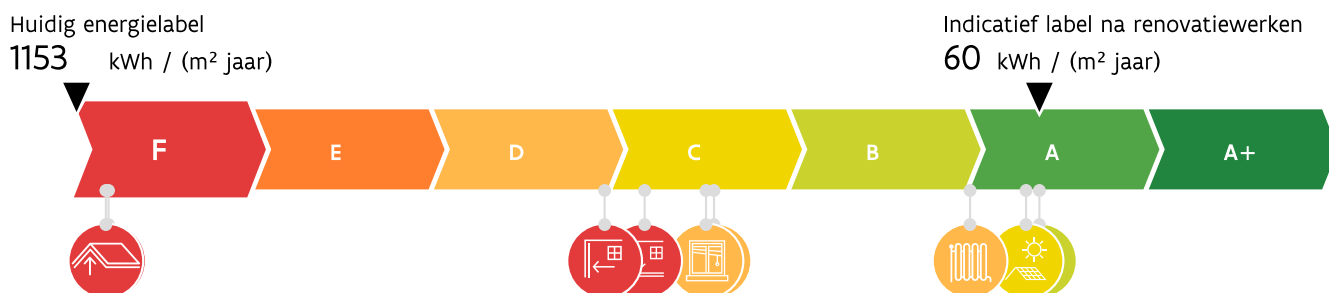 Huidig energielabel
1153 kWh / (m² jaar)
Indicatief label na renovatiewerken
60 kWh / (m² jaar)
F E D C B A A+